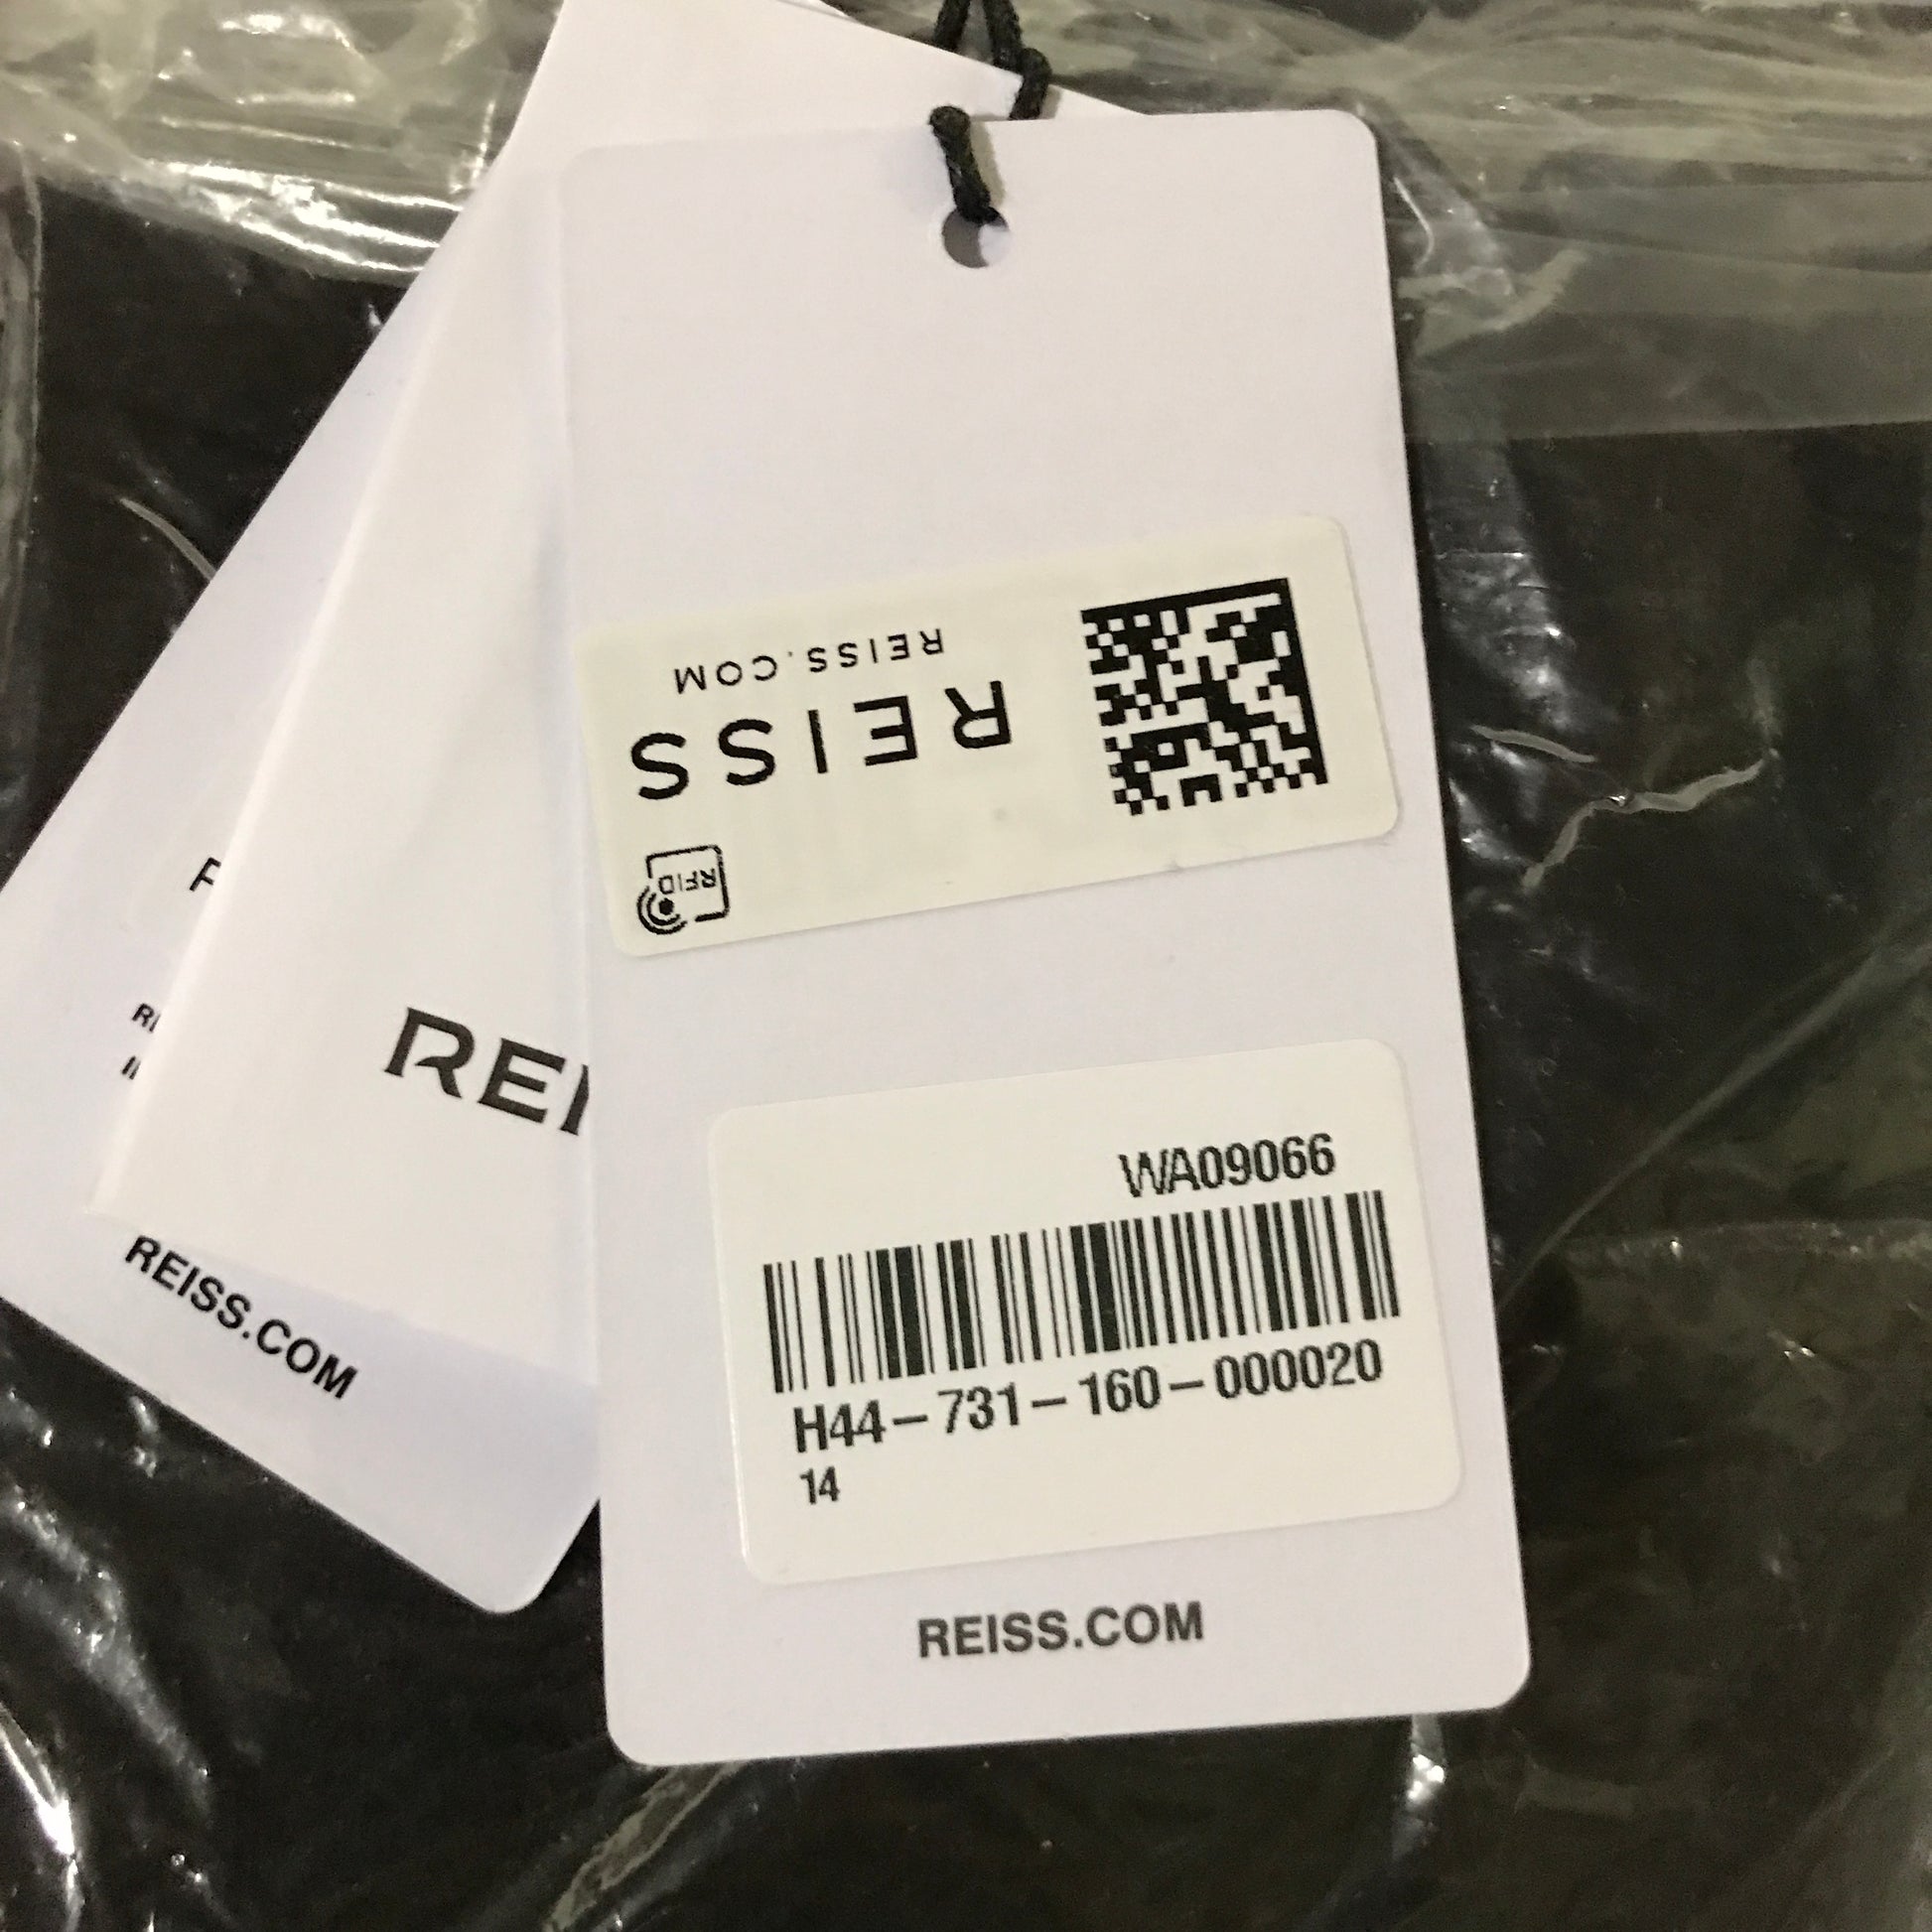 REISS.COM
REISS
RFID
WA09066
H44-731-160-000020
14
REISS.COM
REI
REISS.COM